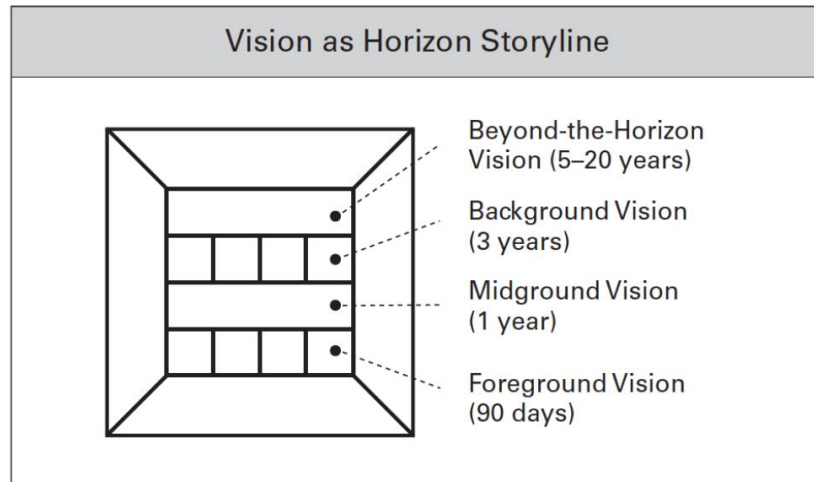 Vision as Horizon Storyline
Beyond-the-Horizon
Vision (5–20 years)
Background Vision
(3 years)
Midground Vision
(1 year)
Foreground Vision
(90 days)